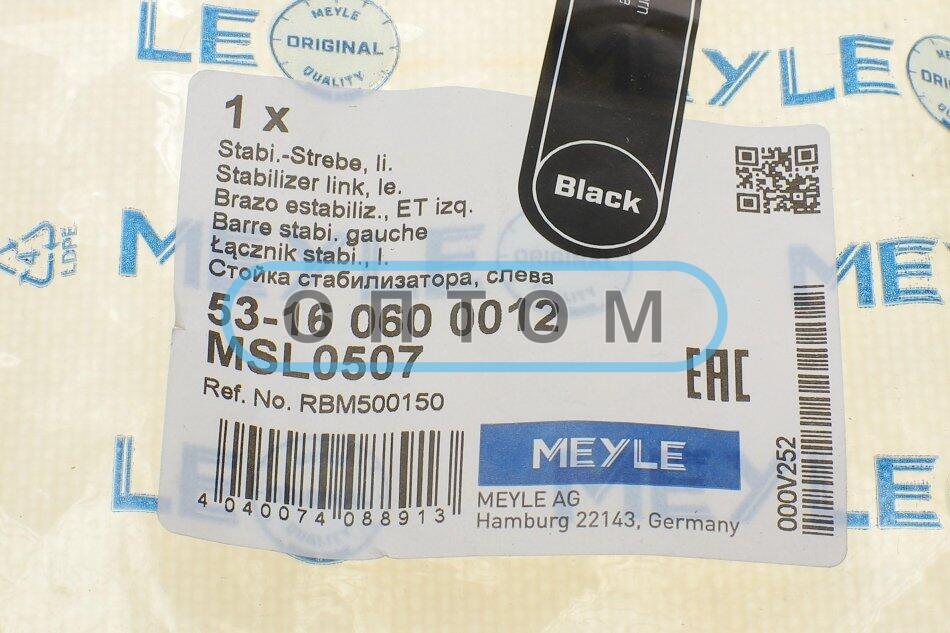 LE
MEYLE
ORIGINAL
QUALITY
MEYLE
1 x
Stabi.-Strebe, li.
Stabilizer link, le.
Brazo estabiliz., ET izq.
Barre stabi. gauche
Łącznik stabi., l.
Стойка стабилизатора, слева
53-16 060 0012
MSL0507
Ref. No. RBM500150
Black
ОПТОМ
EAC
LDPE
4 040074 088913
MEYLE
MEYLE AG
Hamburg 22143, Germany
000V252